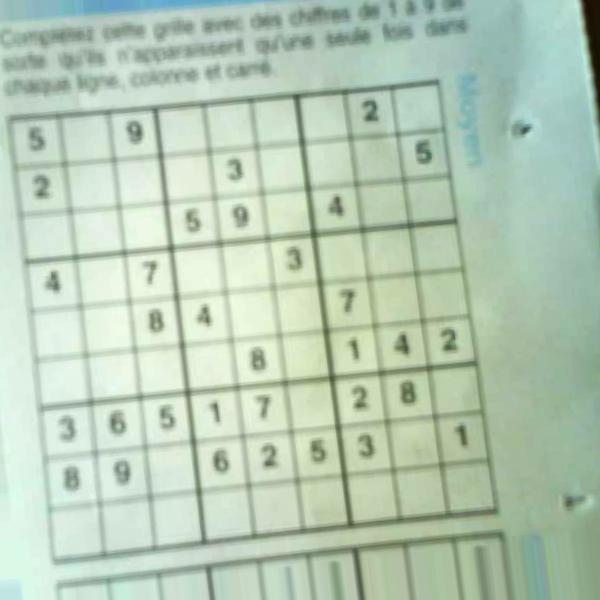 Complétez cette grille avec des chiffres de 1 à 9 de
sorte qu'ils n'apparaissent qu'une seule fois dans
chaque ligne, colonne et carré.
Moyen
5 9 2
2 3 5
5 9 4
4 7 3
8 4 7
8 1 4 2
3 6 5 1 7 2 8
8 9 6 2 5 3 1